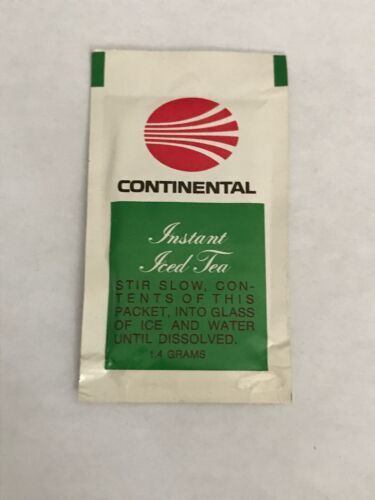 CONTINENTAL
Instant
Iced Tea
STIR SLOW, CON-
TENTS OF THIS
PACKET, INTO GLASS
OF ICE AND WATER
UNTIL DISSOLVED.
1.4 GRAMS